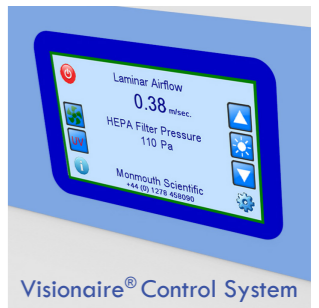 Laminar Airflow
0.38 m/sec.
HEPA Filter Pressure
110 Pa
UV
i
Monmouth Scientific
+44 (0) 1278 458090
Visionaire® Control System